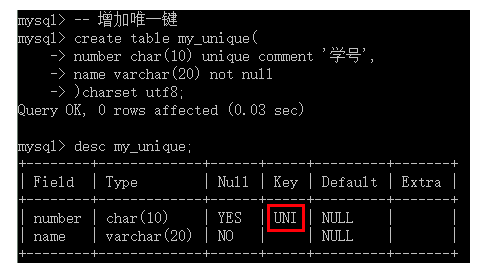 mysql> -- 增加唯一键
mysql> create table my_unique(
    -> number char(10) unique comment '学号',
    -> name varchar(20) not null
    -> )charset utf8;
Query OK, 0 rows affected (0.03 sec)
mysql> desc my_unique;
+--------+-------------+------+-----+---------+-------+
| Field  | Type        | Null | Key | Default | Extra |
+--------+-------------+------+-----+---------+-------+
| number | char(10)    | YES  | UNI | NULL    |       |
| name   | varchar(20) | NO   |     | NULL    |       |
+--------+-------------+------+-----+---------+-------+